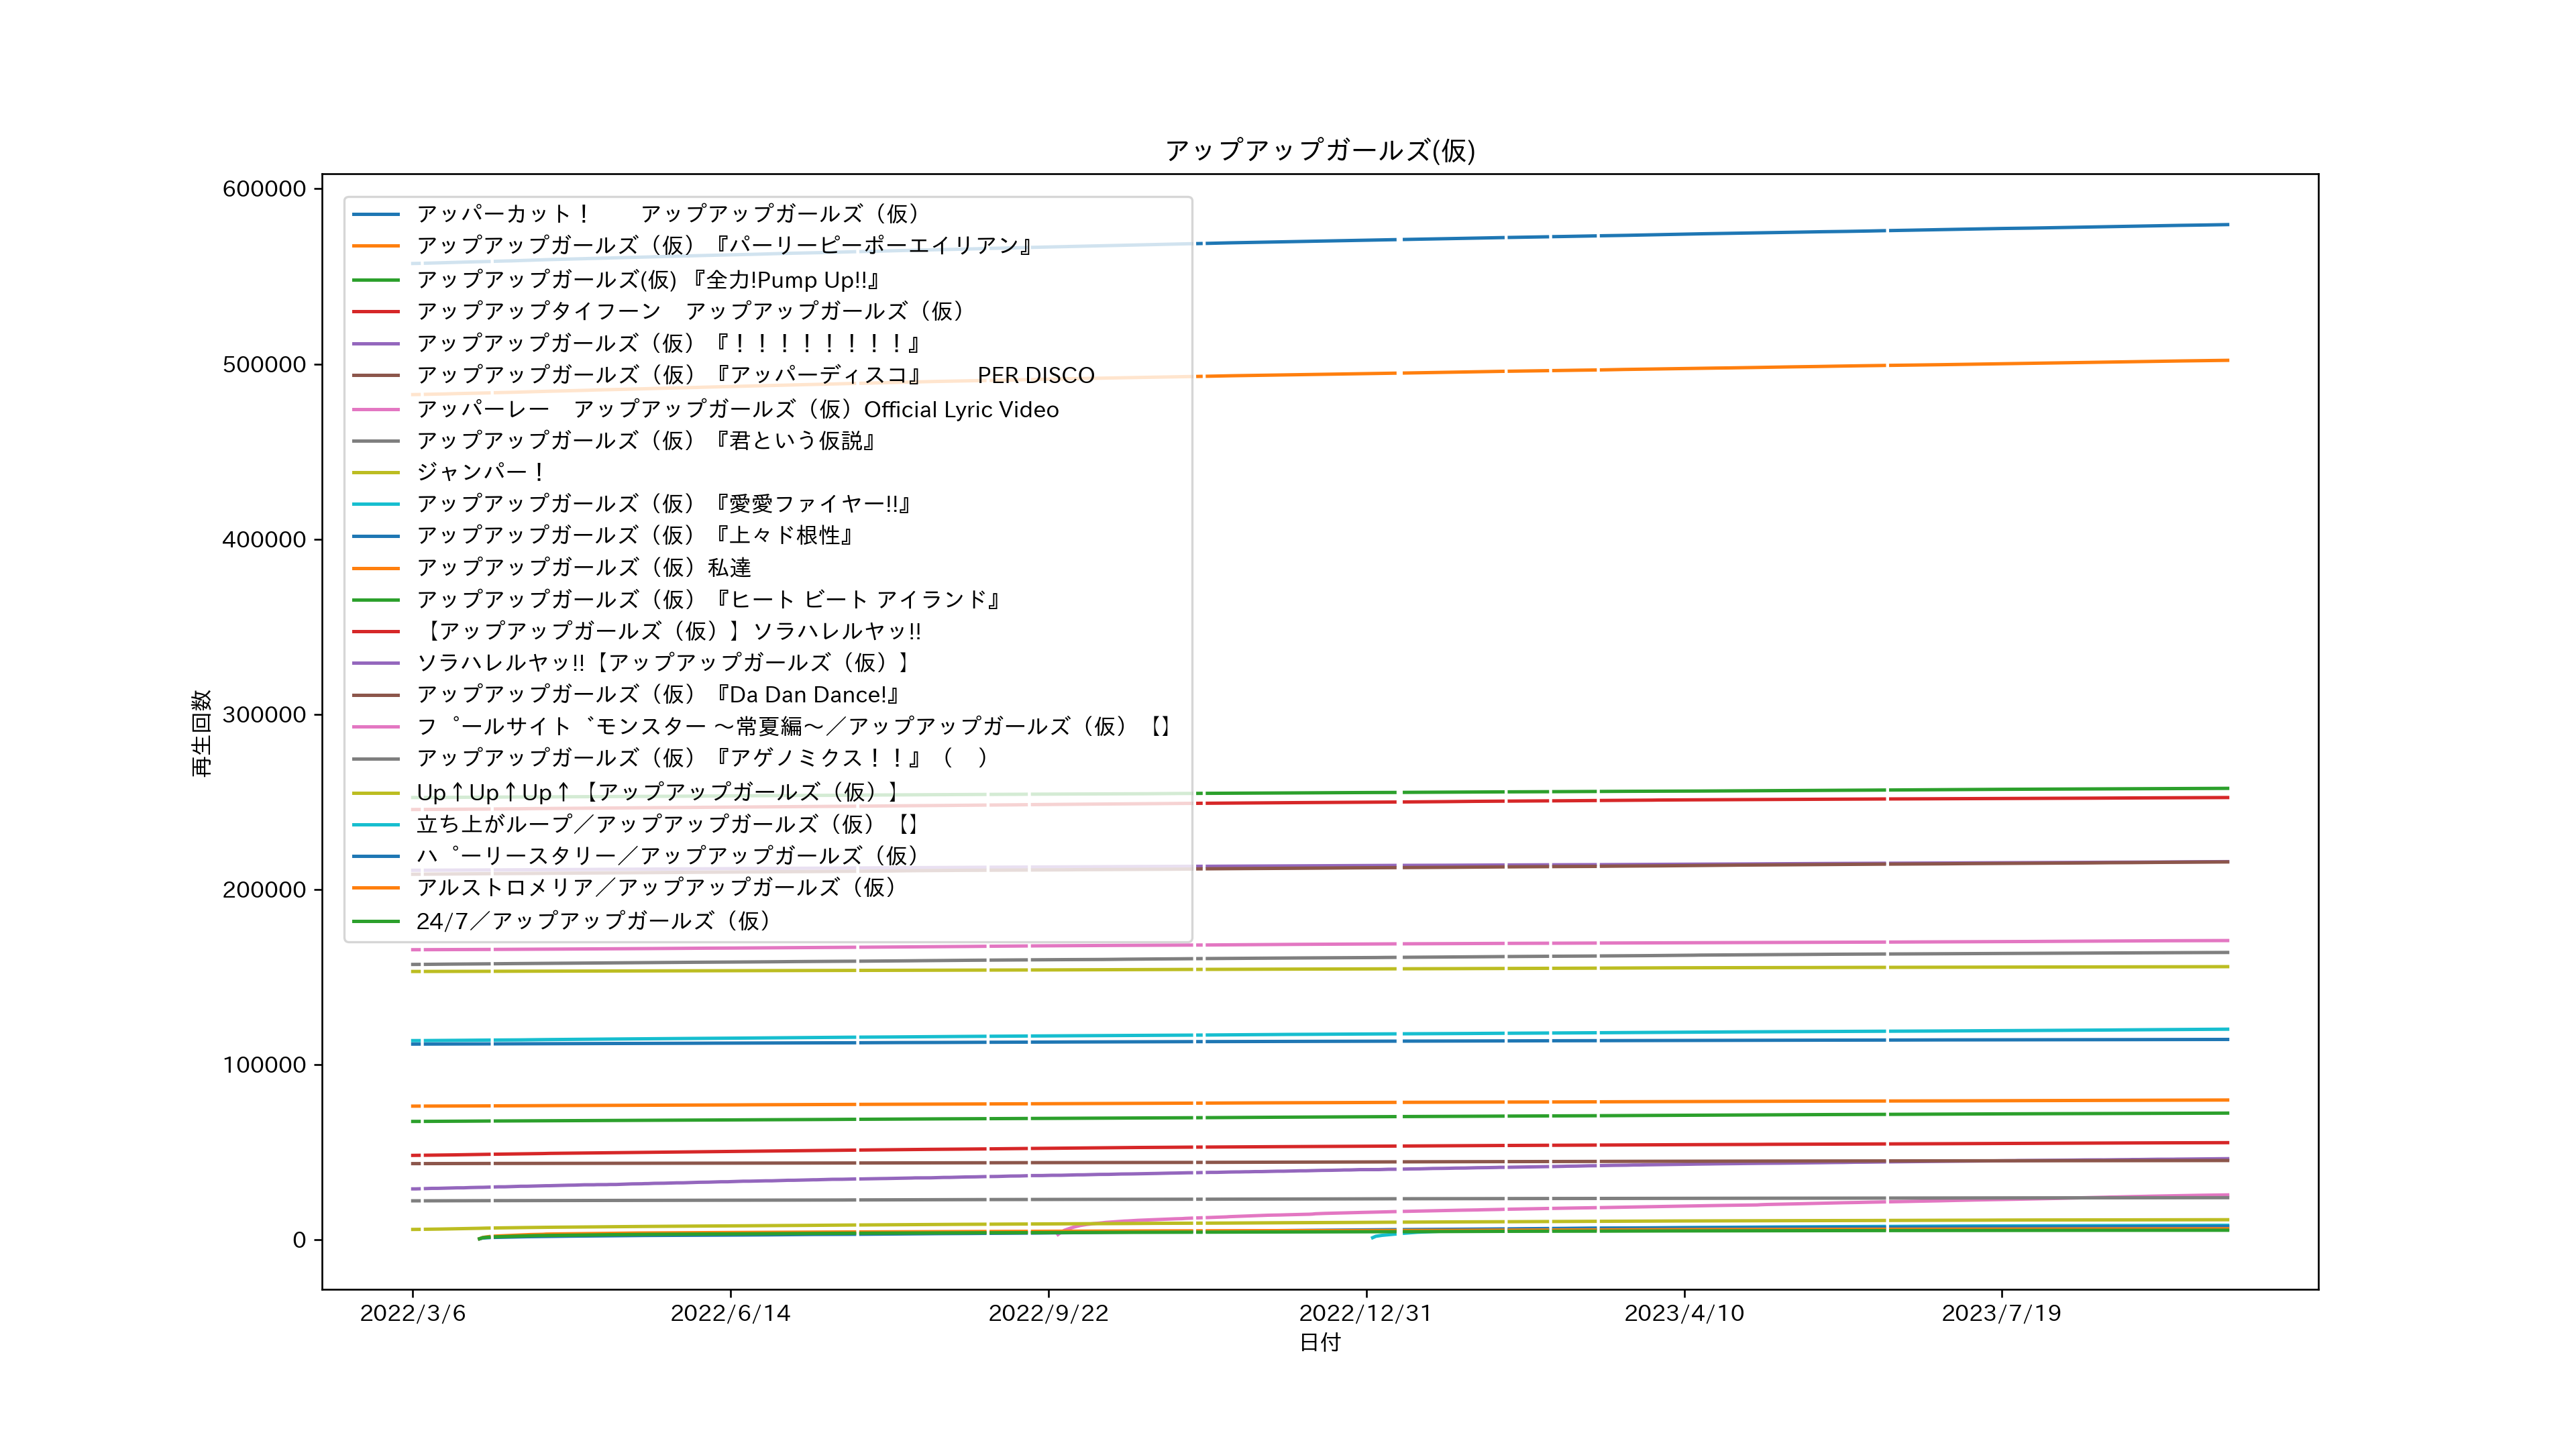 アップアップガールズ(仮)
600000
500000
400000
300000
200000
100000
0
再生回数
アッパーカット！　　アップアップガールズ（仮）
アップアップガールズ（仮）『パーリーピーポーエイリアン』
アップアップガールズ(仮) 『全力!Pump Up!!』
アップアップタイフーン　アップアップガールズ（仮）
アップアップガールズ（仮）『！！！！！！！！』
アップアップガールズ（仮）『アッパーディスコ』　　PER DISCO
アッパーレー　アップアップガールズ（仮）Official Lyric Video
アップアップガールズ（仮）『君という仮説』
ジャンパー！
アップアップガールズ（仮）『愛愛ファイヤー!!』
アップアップガールズ（仮）『上々ド根性』
アップアップガールズ（仮）私達
アップアップガールズ（仮）『ヒート ビート アイランド』
【アップアップガールズ（仮）】ソラハレルヤッ!!
ソラハレルヤッ!!【アップアップガールズ（仮）】
アップアップガールズ（仮）『Da Dan Dance!』
フ゜ールサイト゛モンスター 〜常夏編〜／アップアップガールズ（仮）【】
アップアップガールズ（仮）『アゲノミクス！！』（　）
Up↑Up↑Up↑【アップアップガールズ（仮）】
立ち上がループ／アップアップガールズ（仮）【】
ハ゜ーリースタリー／アップアップガールズ（仮）
アルストロメリア／アップアップガールズ（仮）
24/7／アップアップガールズ（仮）
2022/3/6
2022/6/14
2022/9/22
2022/12/31
2023/4/10
2023/7/19
日付